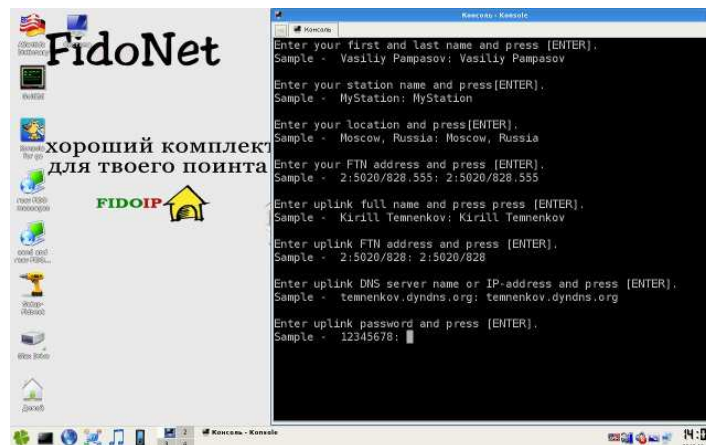 FidoNet
хороший комплект
для твоего поинта
FIDOIP
Консоль - Konsole
Консоль
Enter your first and last name and press [ENTER].
Sample - Vasiliy Pampasov: Vasiliy Pampasov
Enter your station name and press[ENTER].
Sample - MyStation: MyStation
Enter your location and press[ENTER].
Sample - Moscow, Russia: Moscow, Russia
Enter your FTN address and press [ENTER].
Sample - 2:5020/828.555: 2:5020/828.555
Enter uplink full name and press press [ENTER].
Sample - Kirill Temnenkov: Kirill Temnenkov
Enter uplink FTN address and press [ENTER].
Sample - 2:5020/828: 2:5020/828
Enter uplink DNS server name or IP-address and press [ENTER].
Sample - temnenkov.dyndns.org: temnenkov.dyndns.org
Enter uplink password and press [ENTER].
Sample - 12345678:
Домой
2
Консоль - Konsole
14:0